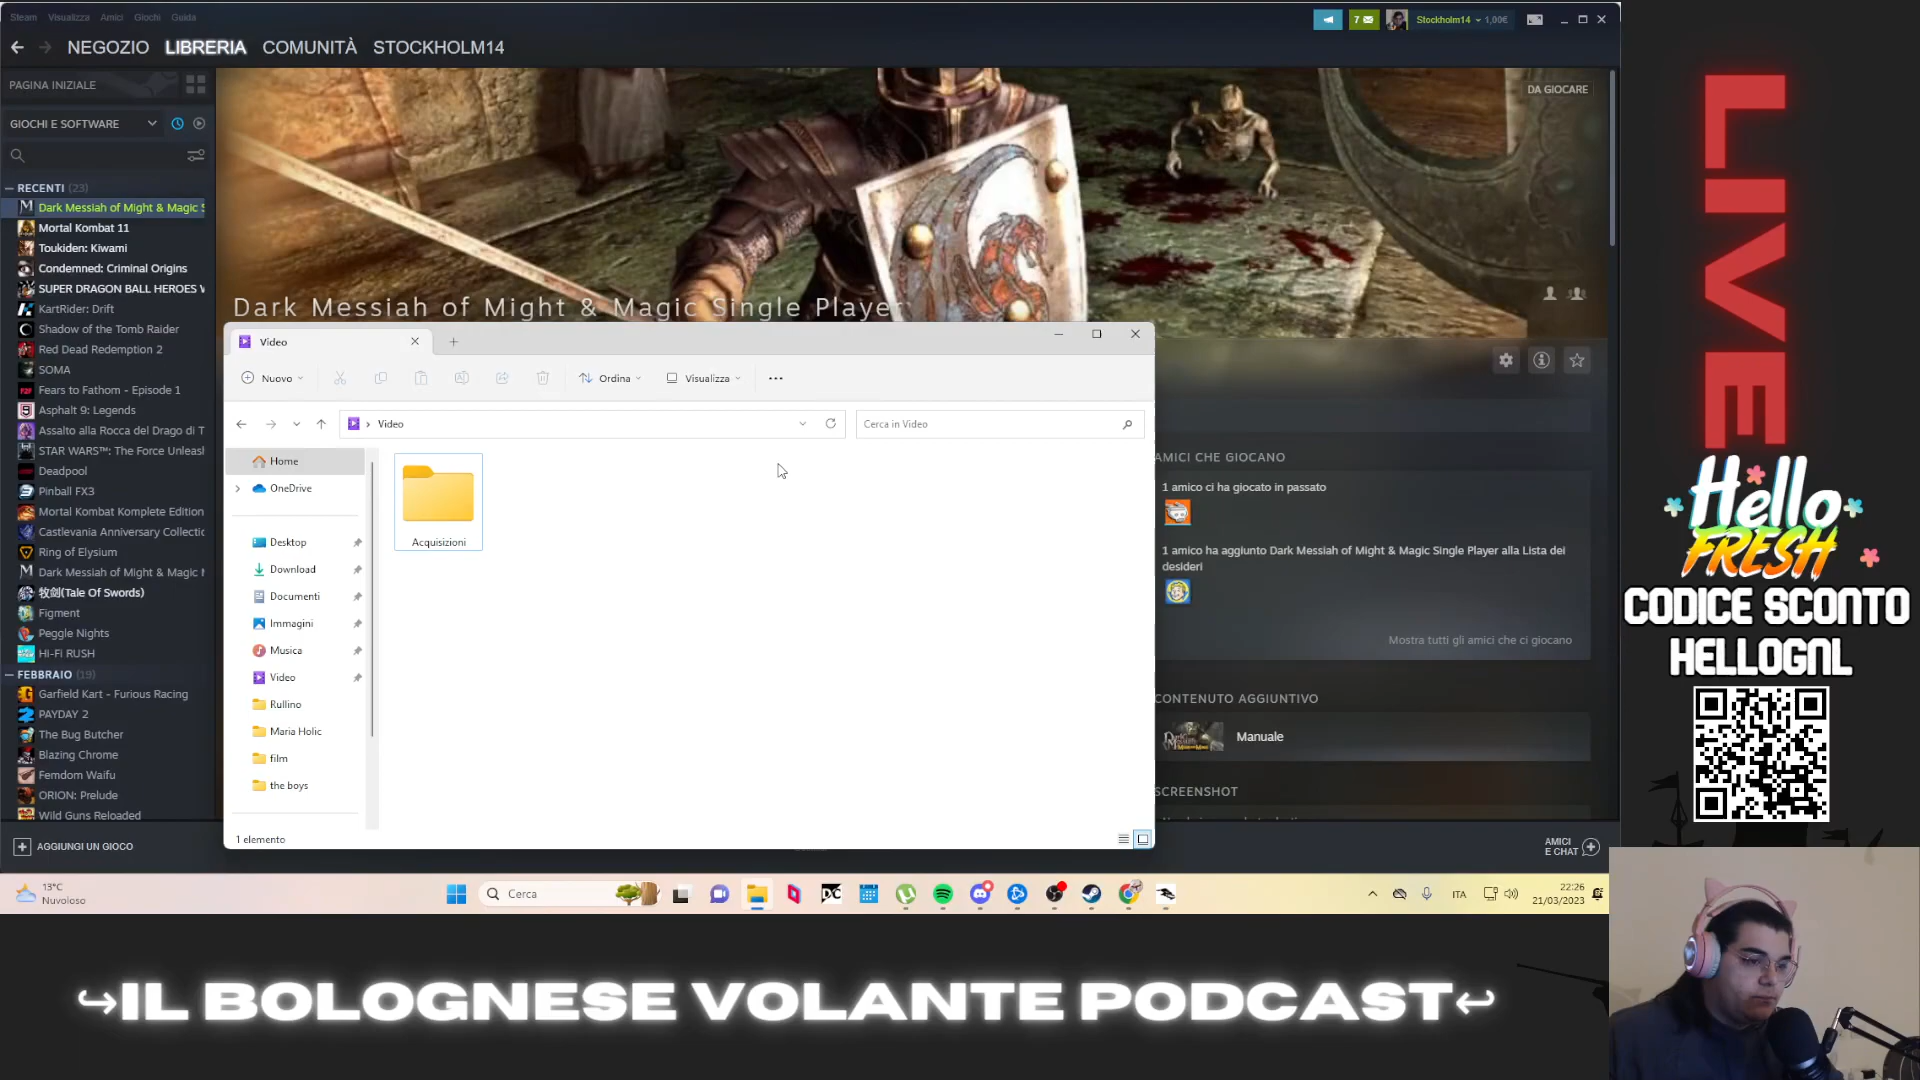 Steam Visualizza Amici Giochi Guida
7
Stockholm14 1,00€
NEGOZIO LIBRERIA COMUNITÀ STOCKHOLM14
PAGINA INIZIALE
DA GIOCARE
GIOCHI E SOFTWARE
RECENTI (23)
Dark Messiah of Might & Magic S
Mortal Kombat 11
Toukiden: Kiwami
Condemned: Criminal Origins
SUPER DRAGON BALL HEROES
KartRider: Drift
Shadow of the Tomb Raider
Red Dead Redemption 2
SOMA
Fears to Fathom - Episode 1
Asphalt 9: Legends
Assalto alla Rocca del Drago di T
STAR WARS™: The Force Unleash
Deadpool
Pinball FX3
Mortal Kombat Komplete Edition
Castlevania Anniversary Collectic
Ring of Elysium
Dark Messiah of Might & Magic
牧剑(Tale Of Swords)
Figment
Peggle Nights
Hi-Fi RUSH
FEBBRAIO (19)
Garfield Kart - Furious Racing
PAYDAY 2
The Bug Butcher
Blazing Chrome
Femdom Waifu
ORION: Prelude
Wild Guns Reloaded
AGGIUNGI UN GIOCO
Dark Messiah of Might & Magic Single Player
Video
Nuovo
Ordina
Visualizza
Video
Cerca in Video
Home
OneDrive
Desktop
Download
Documenti
Immagini
Musica
Video
Rullino
Maria Holic
film
the boys
Acquisizioni
1 elemento
AMICI CHE GIOCANO
1 amico ci ha giocato in passato
1 amico ha aggiunto Dark Messiah of Might & Magic Single Player alla Lista dei
desideri
Mostra tutti gli amici che ci giocano
CONTENUTO AGGIUNTIVO
Manuale
SCREENSHOT
AMICI
E CHAT
13°C
Nuvoloso
Cerca
ITA
22:26
21/03/2023
LIVE
Hello
FRESH
CODICE SCONTO
HELLOGNL
↪IL BOLOGNESE VOLANTE PODCAST↩